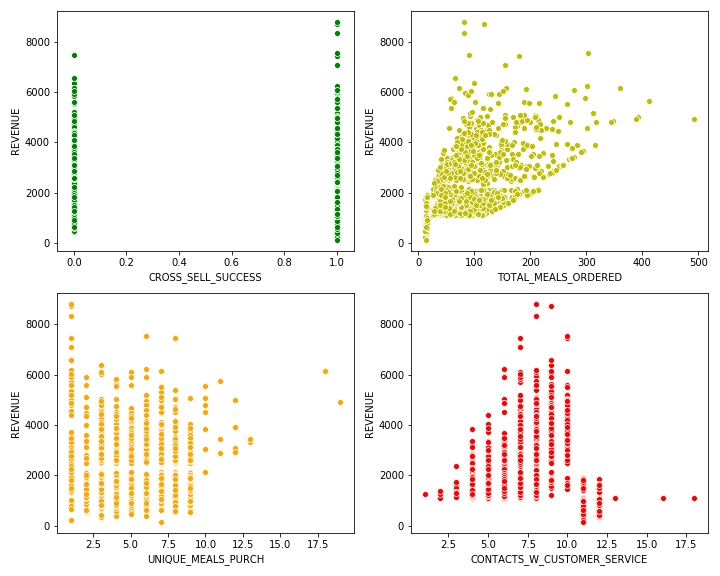 8000
6000
4000
2000
0
REVENUE
0.0 0.2 0.4 0.6 0.8 1.0
CROSS_SELL_SUCCESS
8000
6000
4000
2000
0
REVENUE
0 100 200 300 400 500
TOTAL_MEALS_ORDERED
8000
6000
4000
2000
0
REVENUE
2.5 5.0 7.5 10.0 12.5 15.0 17.5
UNIQUE_MEALS_PURCH
8000
6000
4000
2000
0
REVENUE
2.5 5.0 7.5 10.0 12.5 15.0 17.5
CONTACTS_W_CUSTOMER_SERVICE